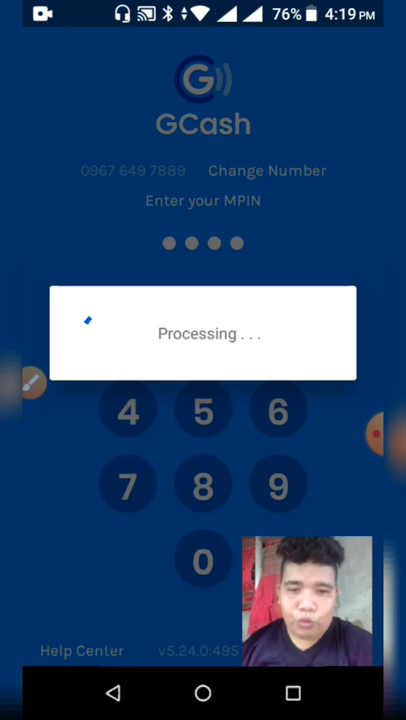 76% 4:19 PM
G
GCash
0967 649 7889 Change Number
Enter your MPIN
Processing . . .
4 5 6
7 8 9
0
Help Center v5.24.0:495